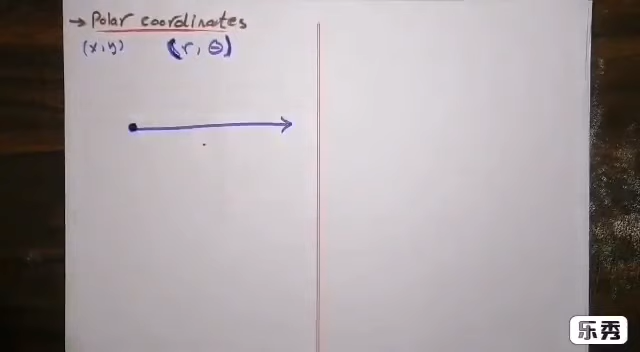 → Polar coordinates
(x,y) (r, θ)
乐秀